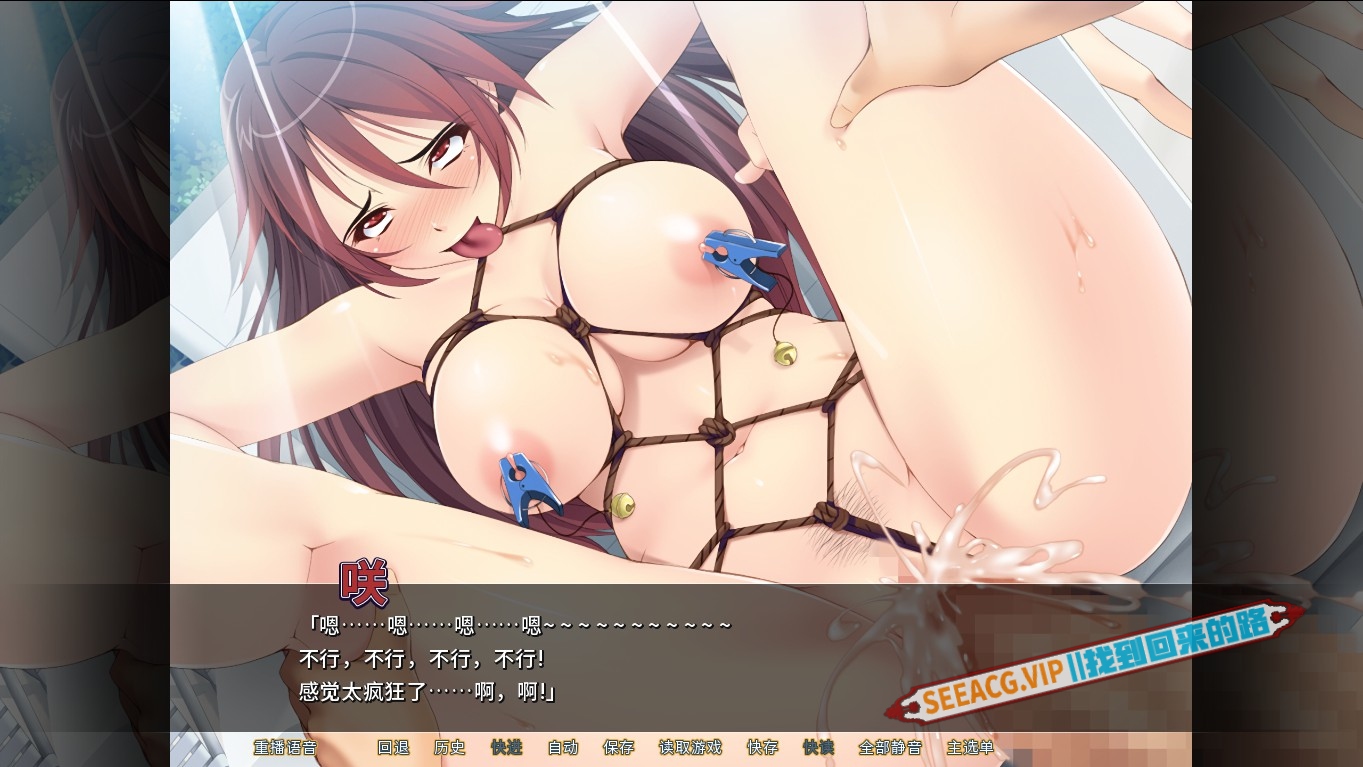 咲
「嗯……嗯……嗯……嗯~~~~~~~~~~~
不行，不行，不行，不行!
感觉太疯狂了……啊，啊!」
SEEACG.VIP||找到回来的路
重播语音 回退 历史 快进 自动 保存 读取游戏 快存 快读 全部静音 主选单